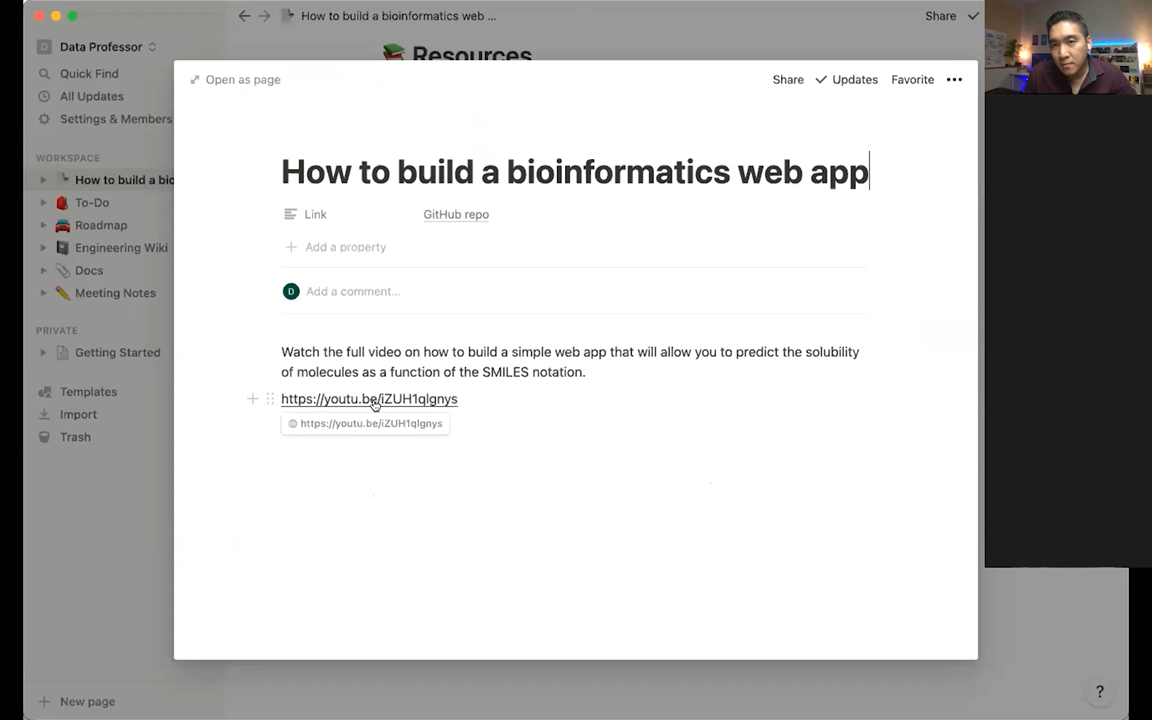 How to build a bioinformatics web ...
Share
Data Professor
Resources
Quick Find
All Updates
Settings & Members
WORKSPACE
How to build a bio
To-Do
Roadmap
Engineering Wiki
Docs
Meeting Notes
PRIVATE
Getting Started
Templates
Import
Trash
New page
Open as page
Share
Updates
Favorite
How to build a bioinformatics web app
Link
GitHub repo
Add a property
D
Add a comment...
Watch the full video on how to build a simple web app that will allow you to predict the solubility
of molecules as a function of the SMILES notation.
https://youtu.be/iZUH1qlgnys
https://youtu.be/iZUH1qlgnys
D
?